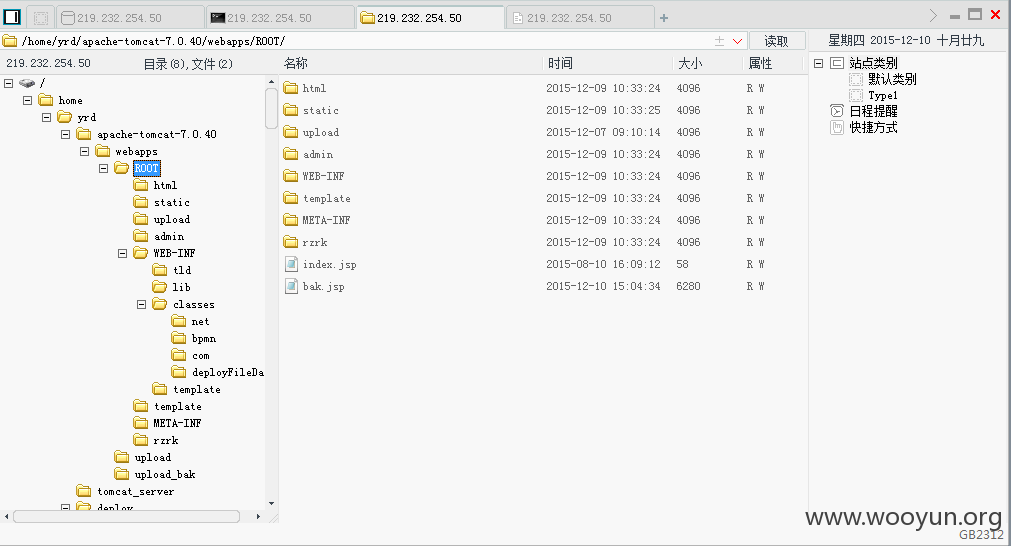 219.232.254.50 219.232.254.50 219.232.254.50 219.232.254.50 +
/home/yrd/apache-tomcat-7.0.40/webapps/ROOT/ 读取 星期四 2015-12-10 十月廿九
219.232.254.50 目录(8),文件(2)
/
home
yrd
apache-tomcat-7.0.40
webapps
ROOT
html
static
upload
admin
WEB-INF
tld
lib
classes
net
bpmn
com
deployFileDa
template
template
META-INF
rzrk
upload
upload_bak
tomcat_server
deploy
名称 时间 大小 属性
html 2015-12-09 10:33:24 4096 R W
static 2015-12-09 10:33:25 4096 R W
upload 2015-12-07 09:10:14 4096 R W
admin 2015-12-09 10:33:24 4096 R W
WEB-INF 2015-12-09 10:33:24 4096 R W
template 2015-12-09 10:33:24 4096 R W
META-INF 2015-12-09 10:33:24 4096 R W
rzrk 2015-12-09 10:33:24 4096 R W
index.jsp 2015-08-10 16:09:12 58 R W
bak.jsp 2015-12-10 15:04:34 6280 R W
站点类别
默认类别
Type1
日程提醒
快捷方式
www.wooyun.org
GB2312